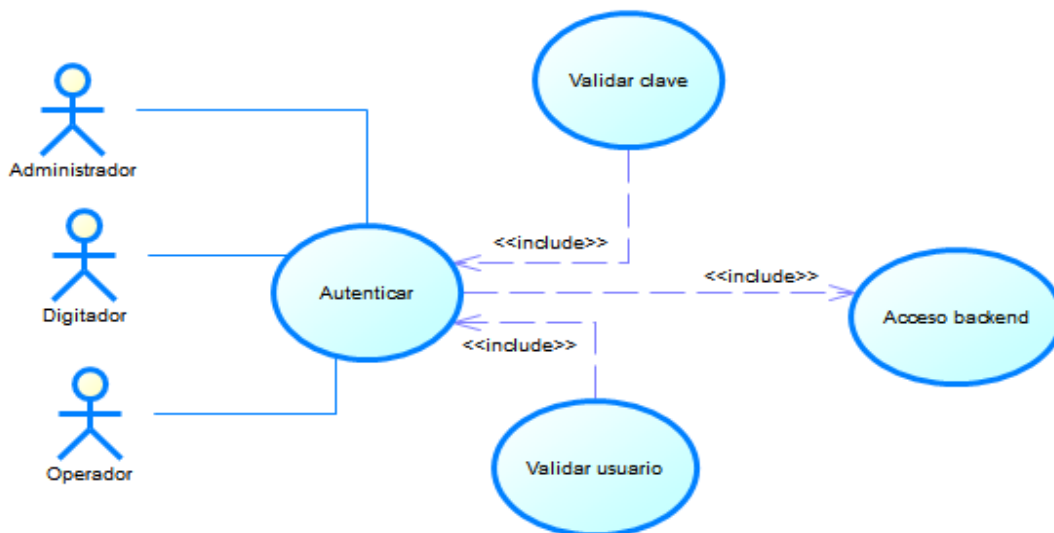 Validar clave
Administrador
<<include>>
<<include>>
Digitador
Autenticar
Acceso backend
<<include>>
Operador
Validar usuario